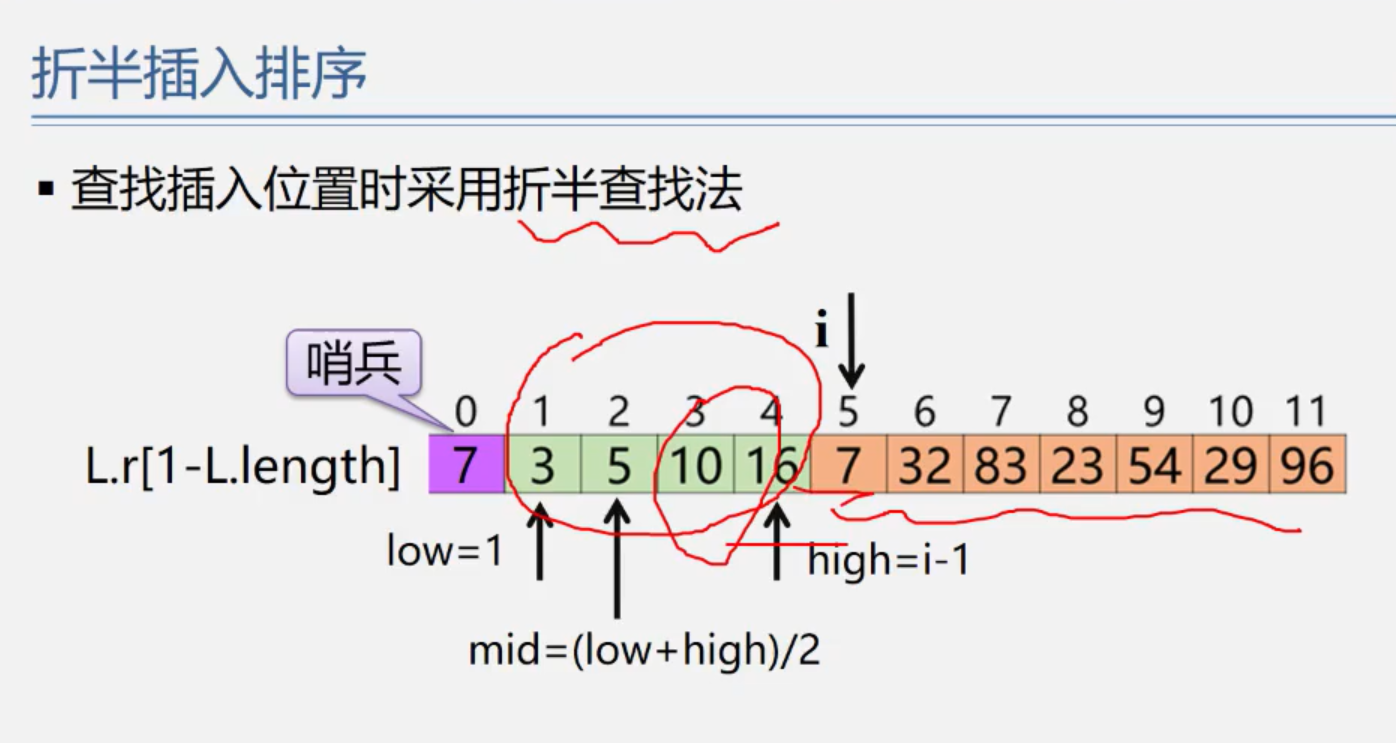 折半插入排序
▪ 查找插入位置时采用折半查找法
i
哨兵
0 1 2 3 4 5 6 7 8 9 10 11
L.r[1-L.length] 7 3 5 10 16 7 32 83 23 54 29 96
low=1 high=i-1
mid=(low+high)/2